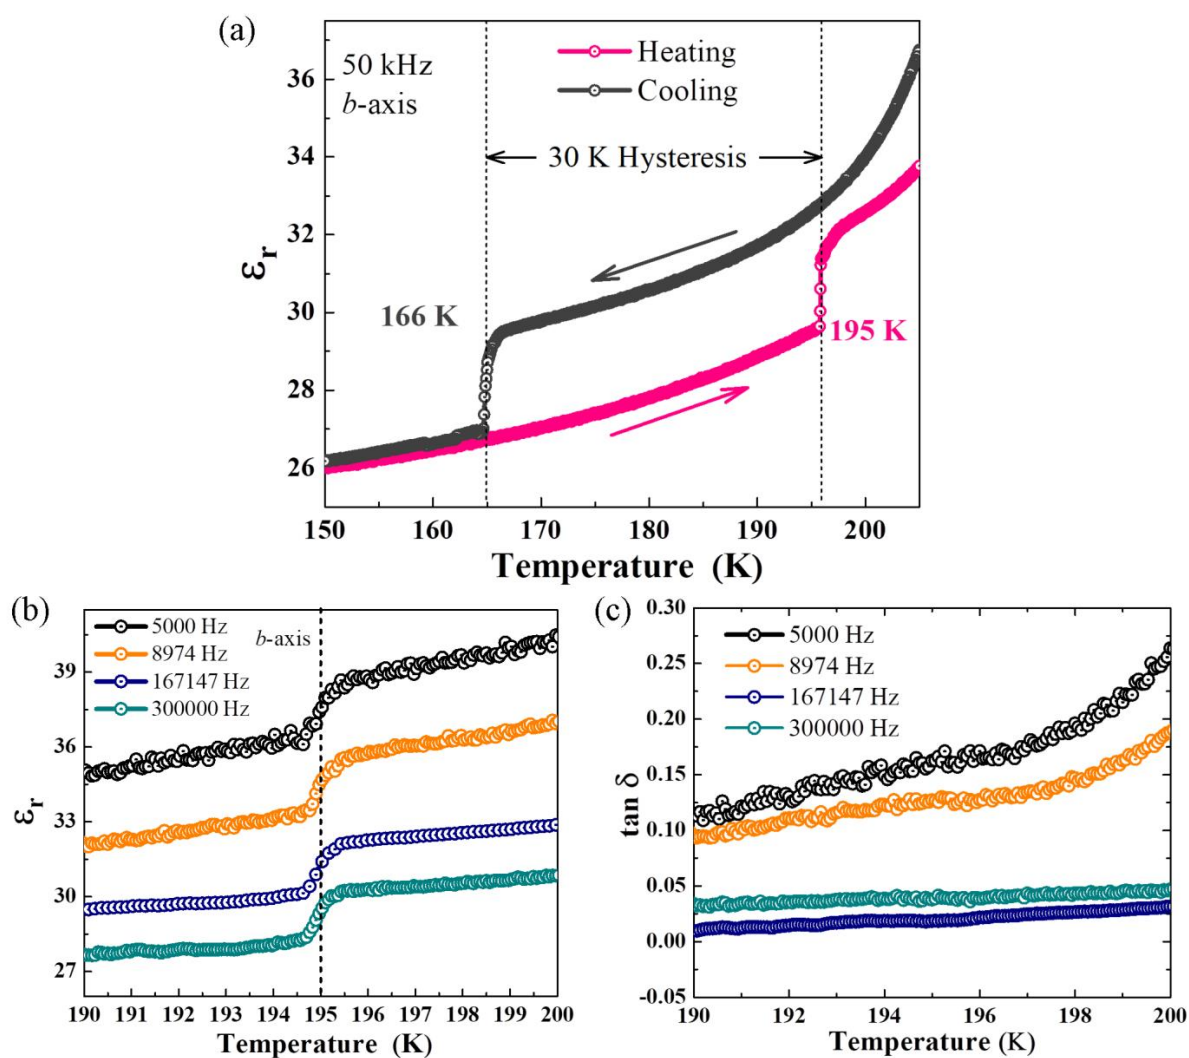 (a)
50 kHz
b-axis
Heating
Cooling
30 K Hysteresis
166 K
195 K
εr
36
34
32
30
28
26
150 160 170 180 190 200
Temperature (K)
(b)
5000 Hz
8974 Hz
167147 Hz
300000 Hz
b-axis
εr
39
36
33
30
27
190 191 192 193 194 195 196 197 198 199 200
Temperature (K)
(c)
5000 Hz
8974 Hz
167147 Hz
300000 Hz
tan δ
0.30
0.25
0.20
0.15
0.10
0.05
0.00
-0.05
190 192 194 196 198 200
Temperature (K)